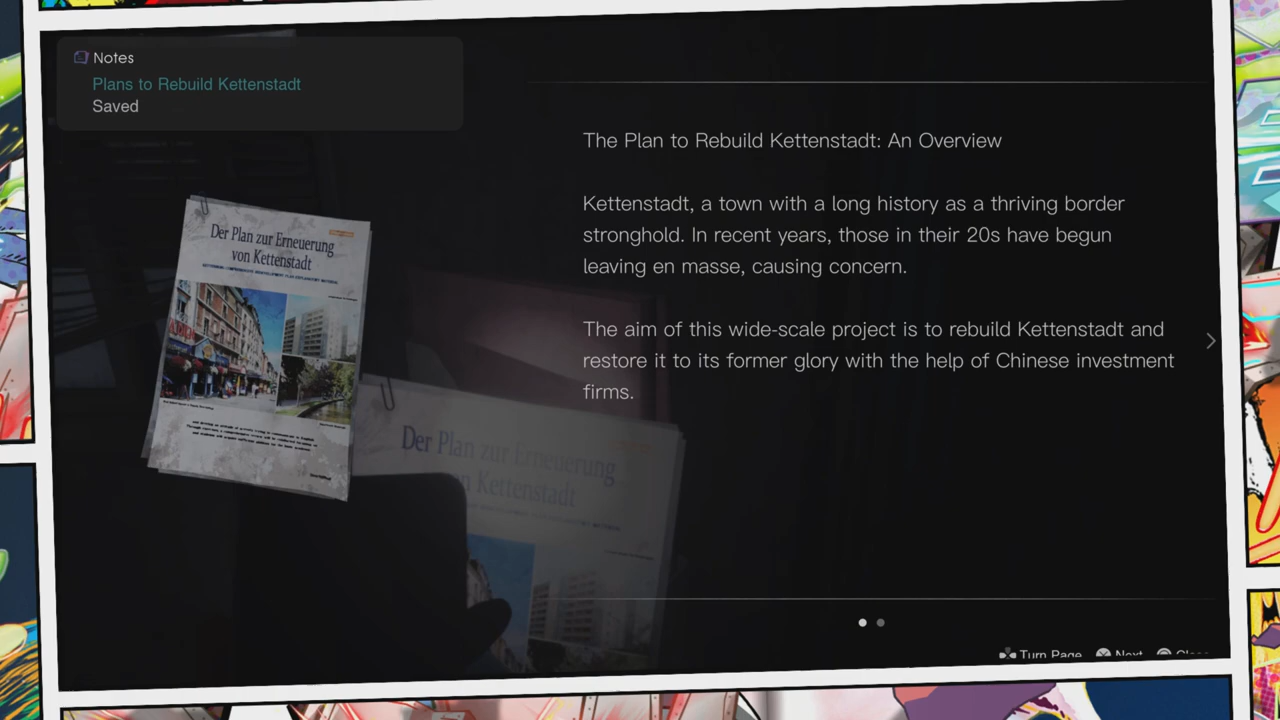 Notes
Plans to Rebuild Kettenstadt
Saved
The Plan to Rebuild Kettenstadt: An Overview
Kettenstadt, a town with a long history as a thriving border
stronghold. In recent years, those in their 20s have begun
leaving en masse, causing concern.
The aim of this wide-scale project is to rebuild Kettenstadt and
restore it to its former glory with the help of Chinese investment
firms.
Der Plan zur Erneuerung
von Kettenstadt
Der Plan zur Erneuerung
von Kettenstadt
Turn Page
Next
Close